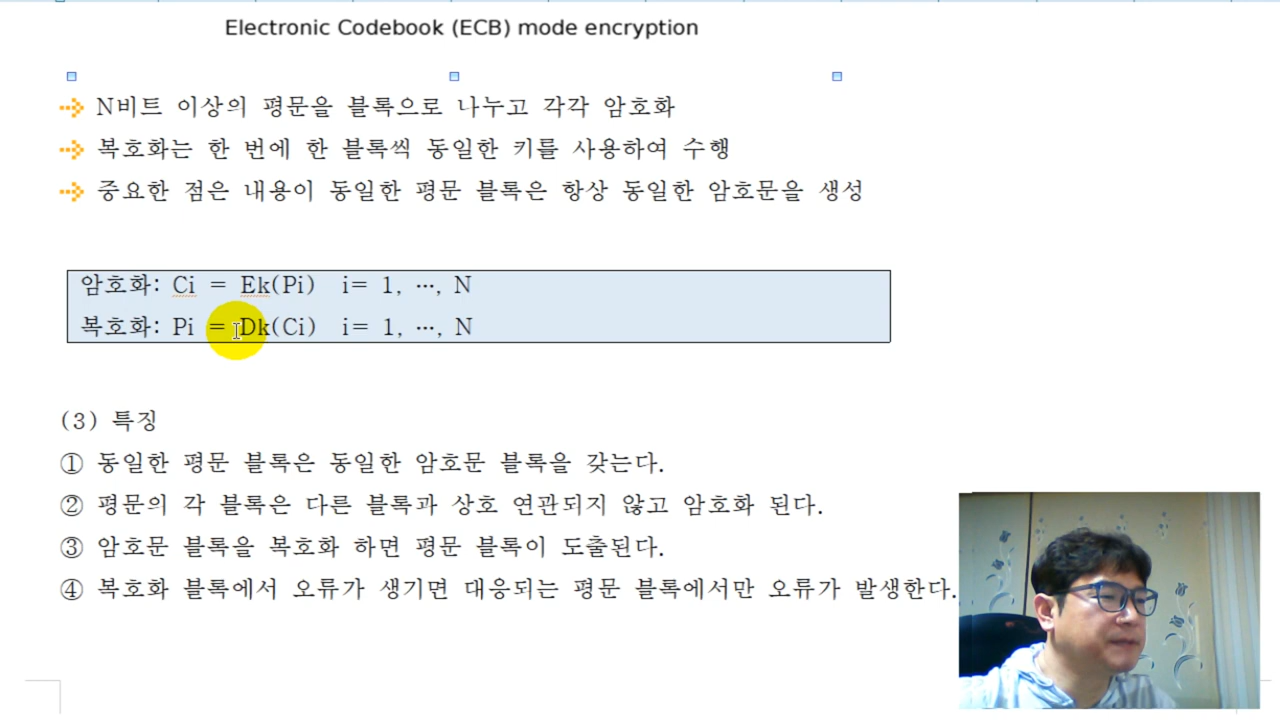 Electronic Codebook (ECB) mode encryption
N비트 이상의 평문을 블록으로 나누고 각각 암호화
복호화는 한 번에 한 블록씩 동일한 키를 사용하여 수행
중요한 점은 내용이 동일한 평문 블록은 항상 동일한 암호문을 생성
암호화: Ci = Ek(Pi) i= 1, …, N
복호화: Pi = Dk(Ci) i= 1, …, N
(3) 특징
① 동일한 평문 블록은 동일한 암호문 블록을 갖는다.
② 평문의 각 블록은 다른 블록과 상호 연관되지 않고 암호화 된다.
③ 암호문 블록을 복호화 하면 평문 블록이 도출된다.
④ 복호화 블록에서 오류가 생기면 대응되는 평문 블록에서만 오류가 발생한다.